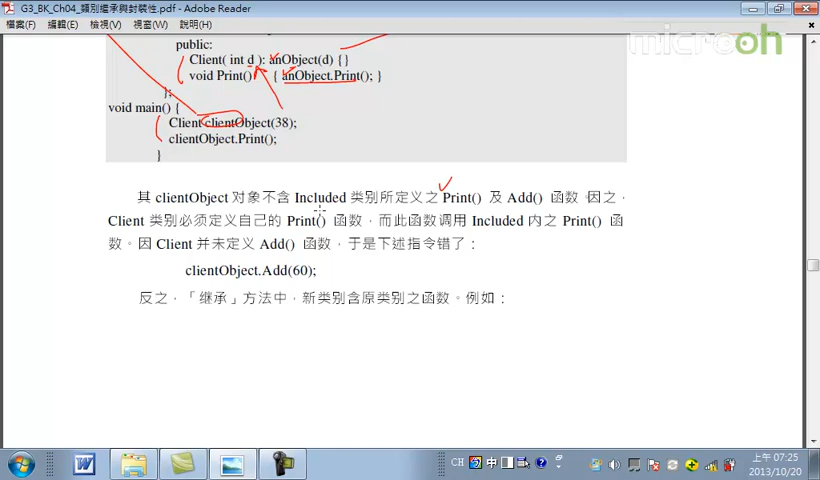 G3_BK_Ch04_類別繼承與封裝性.pdf - Adobe Reader
檔案(F) 編輯(E) 檢視(V) 視窗(W) 說明(H)
microoh
public:
Client( int d ): anObject(d) {}
void Print() { anObject.Print(); }
};
void main() {
Client clientObject(38);
clientObject.Print();
}
其 clientObject 对象不含 Included 类别所定义之 Print() 及 Add() 函数。因之，
Client 类别必须定义自己的 Print() 函数，而此函数调用 Included 内之 Print() 函
数。因 Client 并未定义 Add() 函数，于是下述指令错了：
clientObject.Add(60);
反之，「继承」方法中，新类别含原类别之函数。例如：
CH 中
上午 07:25
2013/10/20